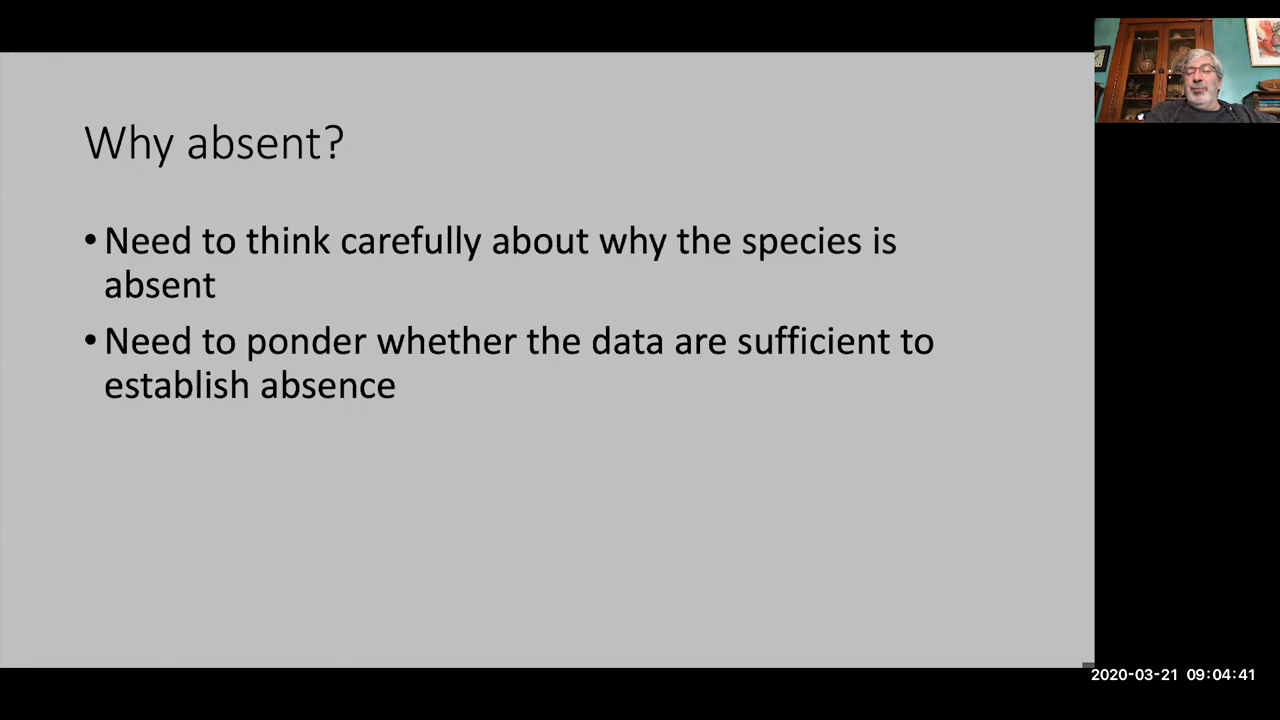 Why absent?
• Need to think carefully about why the species is
absent
• Need to ponder whether the data are sufficient to
establish absence
2020-03-21 09:04:41